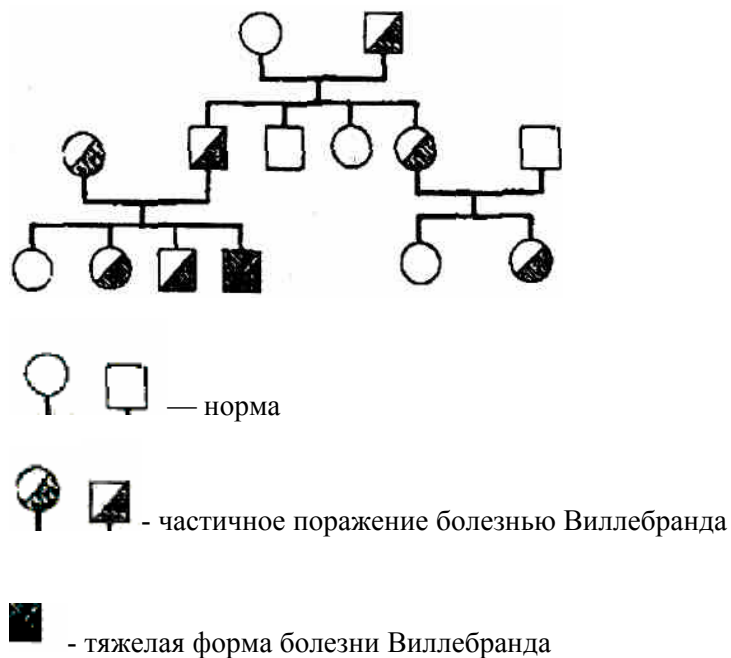 — норма
- частичное поражение болезнью Виллебранда
- тяжелая форма болезни Виллебранда